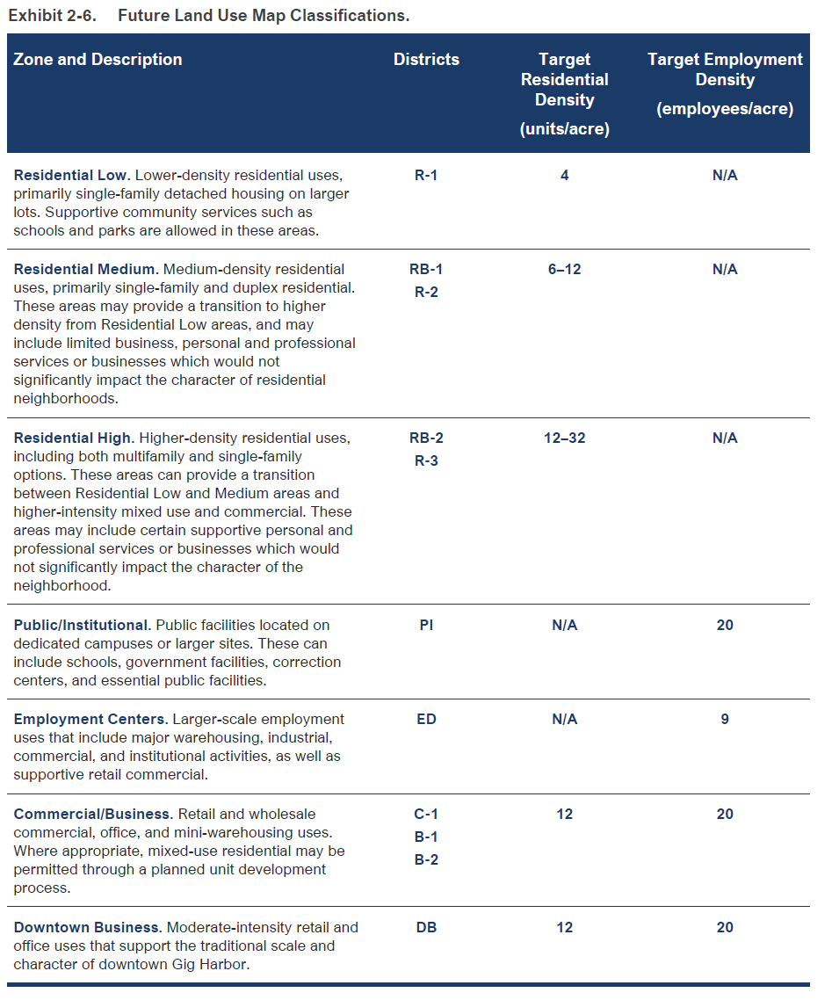 Exhibit 2-6. Future Land Use Map Classifications.
Zone and Description
Districts
Target
Residential
Density
(units/acre)
Target Employment
Density
(employees/acre)
Residential Low. Lower-density residential uses,
primarily single-family detached housing on larger
lots. Supportive community services such as
schools and parks are allowed in these areas.
R-1
4
N/A
Residential Medium. Medium-density residential
uses, primarily single-family and duplex residential.
These areas may provide a transition to higher
density from Residential Low areas, and may
include limited business, personal and professional
services or businesses which would not
significantly impact the character of residential
neighborhoods.
RB-1
R-2
6–12
N/A
Residential High. Higher-density residential uses,
including both multifamily and single-family
options. These areas can provide a transition
between Residential Low and Medium areas and
higher-intensity mixed use and commercial. These
areas may include certain supportive personal and
professional services or businesses which would
not significantly impact the character of the
neighborhood.
RB-2
R-3
12–32
N/A
Public/Institutional. Public facilities located on
dedicated campuses or larger sites. These can
include schools, government facilities, correction
centers, and essential public facilities.
PI
N/A
20
Employment Centers. Larger-scale employment
uses that include major warehousing, industrial,
commercial, and institutional activities, as well as
supportive retail commercial.
ED
N/A
9
Commercial/Business. Retail and wholesale
commercial, office, and mini-warehousing uses.
Where appropriate, mixed-use residential may be
permitted through a planned unit development
process.
C-1
B-1
B-2
12
20
Downtown Business. Moderate-intensity retail and
office uses that support the traditional scale and
character of downtown Gig Harbor.
DB
12
20